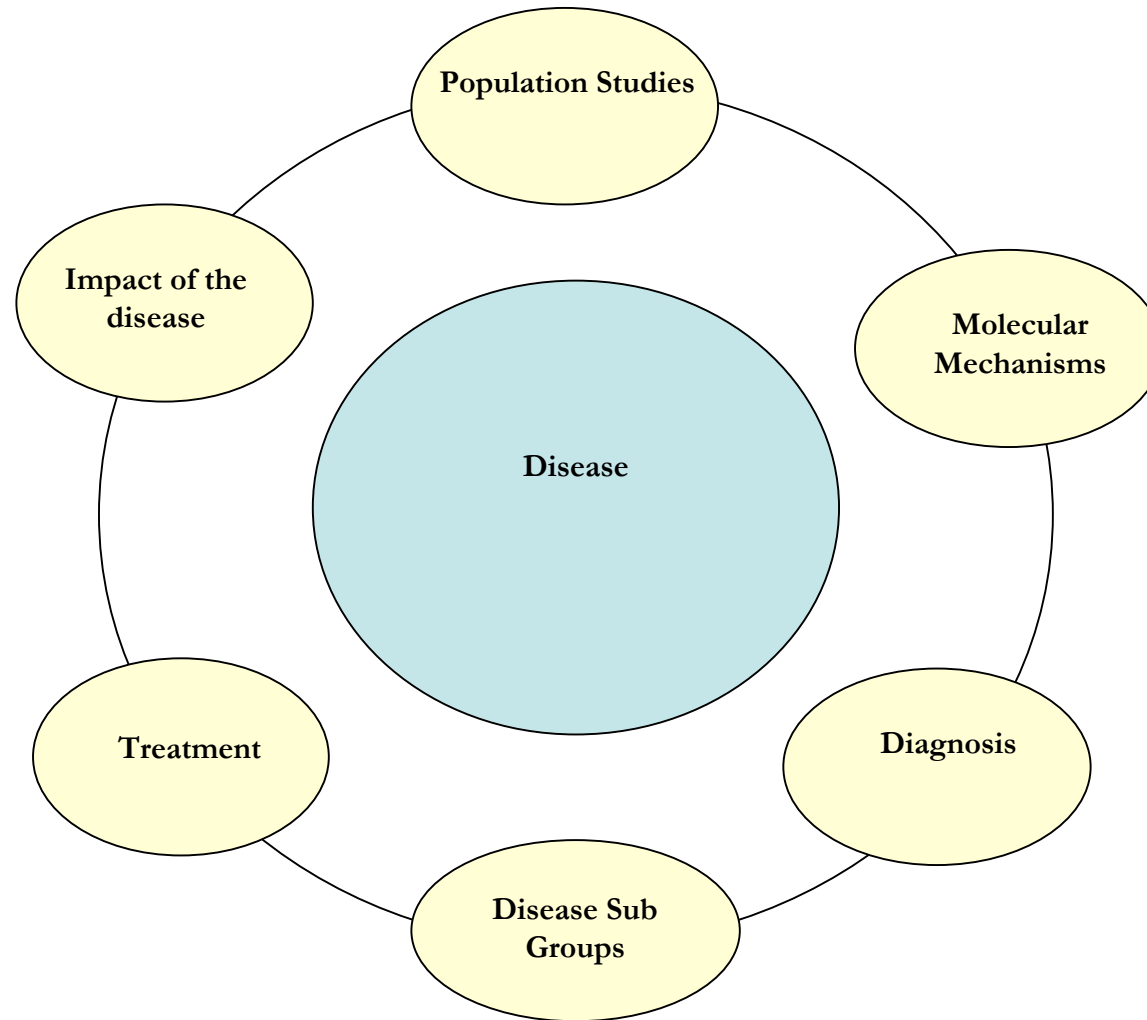 Population Studies
Impact of the
disease
Molecular
Mechanisms
Disease
Treatment
Diagnosis
Disease Sub
Groups